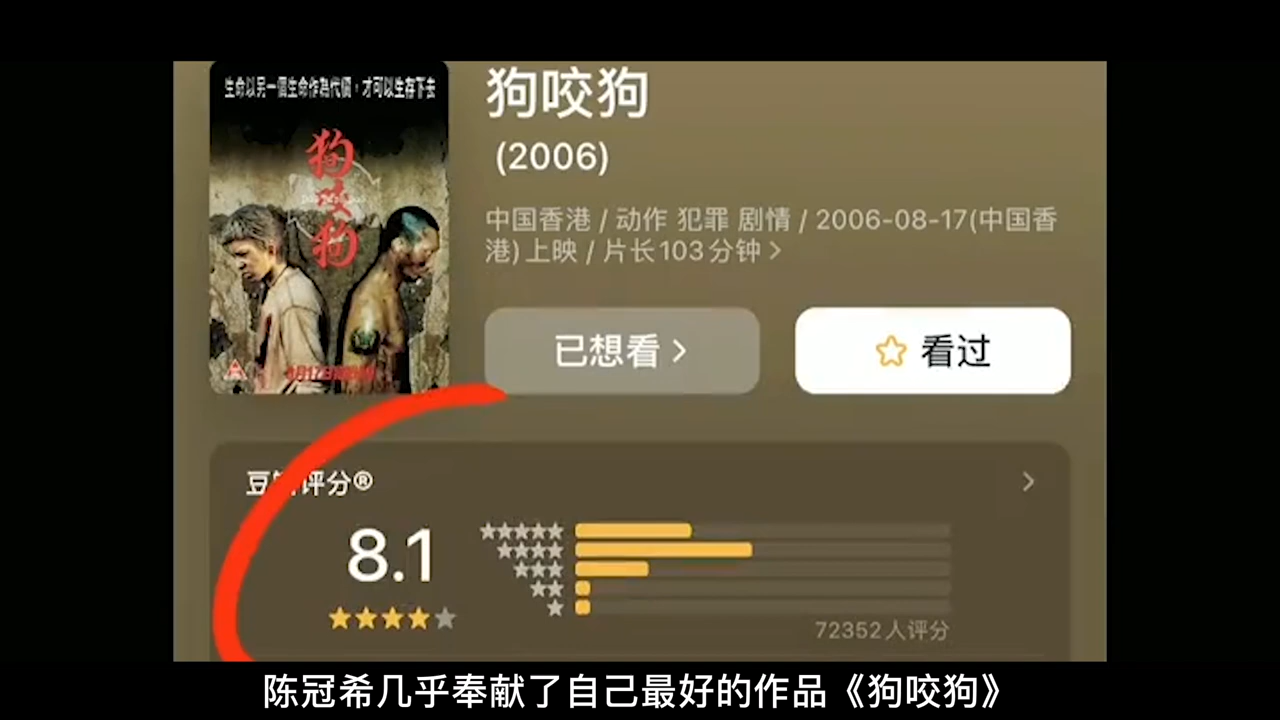 生命以另一個生命作為代價，才可以生存下去
狗咬狗
狗咬狗
(2006)
中国香港 / 动作 犯罪 剧情 / 2006-08-17(中国香
港) 上映 / 片长103分钟
已想看
看过
评分®
8.1
72352人评分
陈冠希几乎奉献了自己最好的作品《狗咬狗》